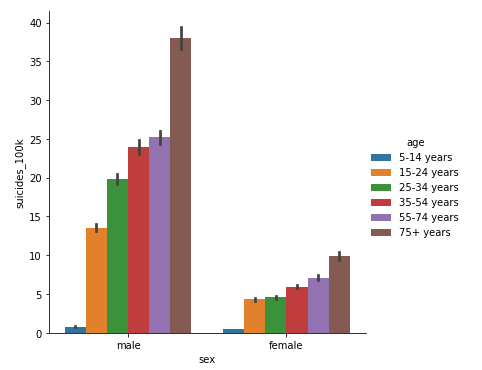 40
35
30
25
20
15
10
5
0
suicides_100k
male
female
sex
age
5-14 years
15-24 years
25-34 years
35-54 years
55-74 years
75+ years